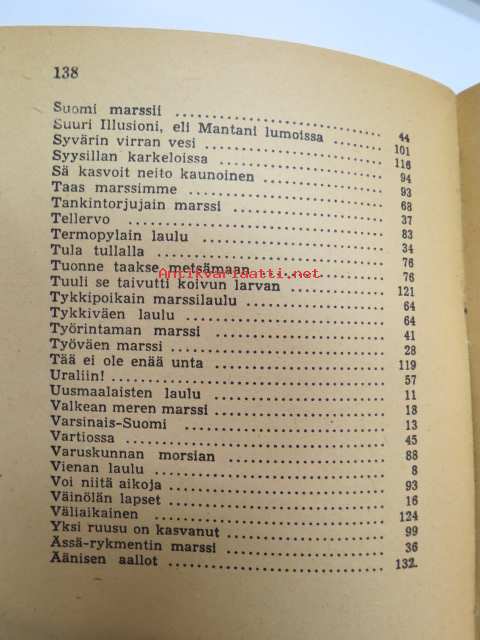 138
Suomi marssii 44
Suuri Illusioni, eli Mantani lumoissa 101
Syvärin virran vesi 116
Syysillan karkeloissa 94
Sä kasvoit neito kaunoinen 93
Taas marssimme 68
Tankintorjujain marssi 37
Tellervo 83
Termopylain laulu 34
Tula tullalla 76
Tuonne taakse metsämaan 76
Antikvariaatti.net
Tuuli se taivutti koivun larvan 121
Tykkipoikain marssilaulu 64
Tykkiväen laulu 64
Työrintaman marssi 41
Työväen marssi 28
Tää ei ole enää unta 119
Uraliin! 57
Uusmaalaisten laulu 11
Valkean meren marssi 18
Varsinais-Suomi 13
Vartiossa 45
Varuskunnan morsian 88
Vienan laulu 8
Voi niitä aikoja 93
Väinölän lapset 16
Väliaikainen 124
Yksi ruusu on kasvanut 99
Ässä-rykmentin marssi 36
Äänisen aallot 132